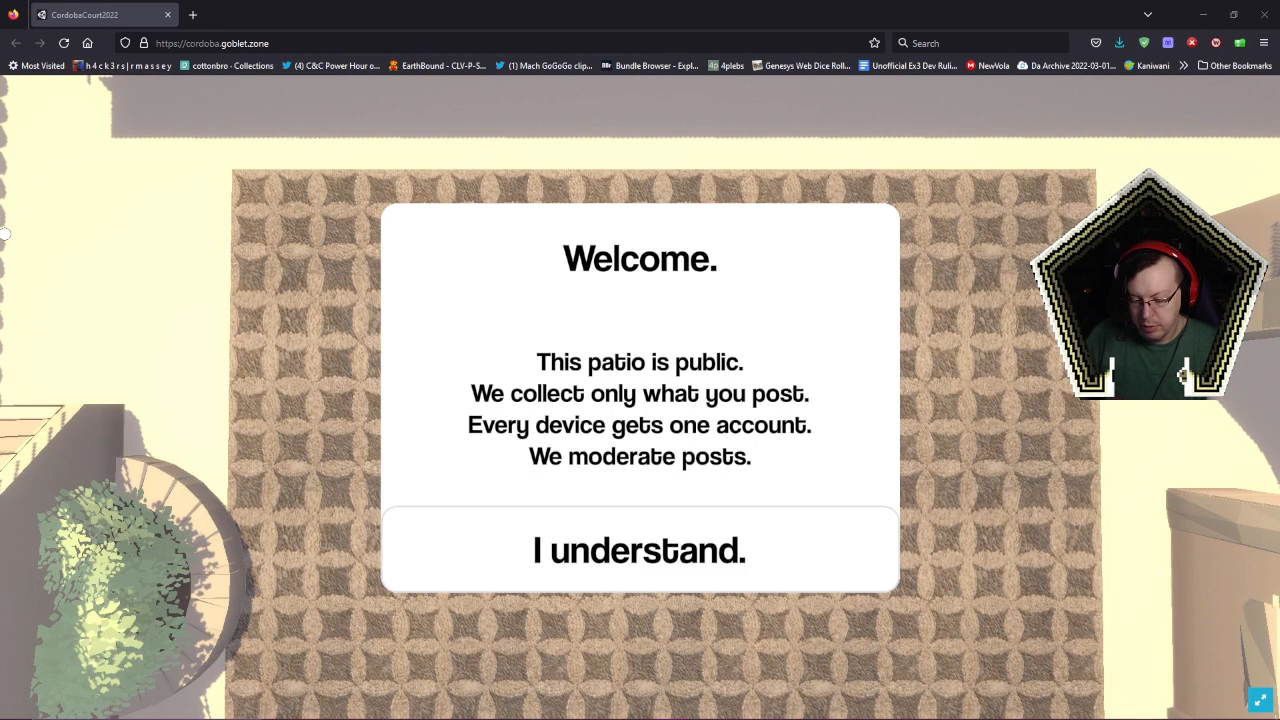 CordobaCourt2022
https://cordoba.goblet.zone
Search
Most Visited
h 4 c k 3 r s | r m a s s e y
cottonbro - Collections
(4) C&C Power Hour o...
EarthBound - CLV-P-S...
(1) Mach GoGoGo clip...
Bundle Browser - Expl...
4plebs
Genesys Web Dice Roll...
Unofficial Ex3 Dev Ruli...
NewVola
Da Archive 2022-03-01...
Kaniwani
Other Bookmarks
Welcome.
This patio is public.
We collect only what you post.
Every device gets one account.
We moderate posts.
I understand.